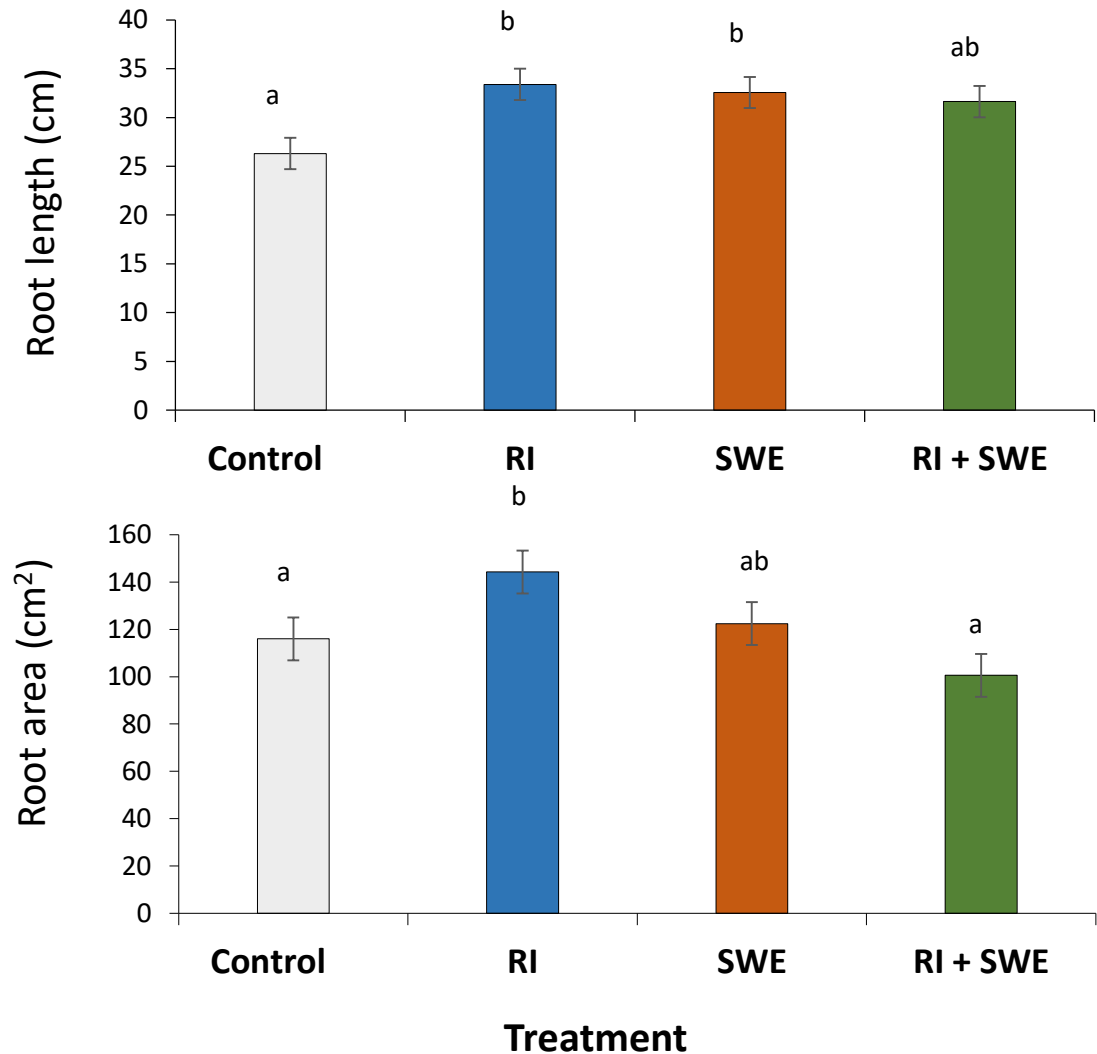 Root length (cm)
40
35
30
25
20
15
10
5
0
a
b
b
ab
Control RI SWE RI + SWE
Root area (cm²)
160
140
120
100
80
60
40
20
0
a
b
ab
a
Control RI SWE RI + SWE
Treatment